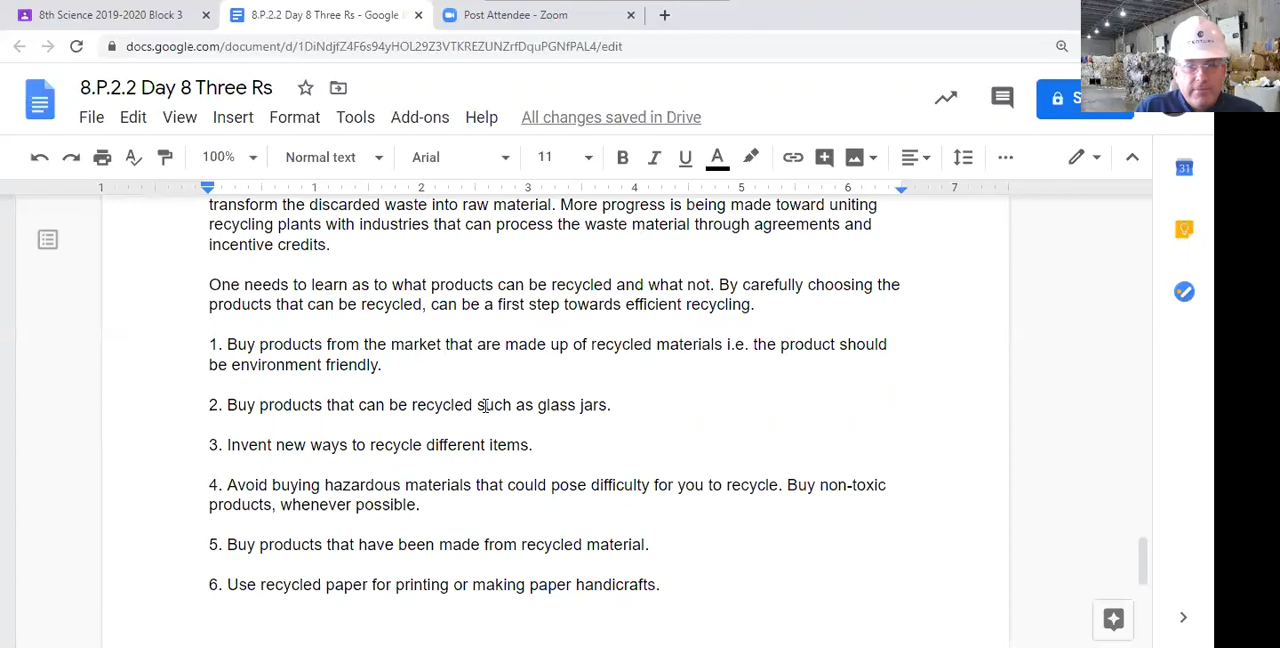 8th Science 2019-2020 Block 3
8.P.2.2 Day 8 Three Rs - Google
Post Attendee - Zoom
docs.google.com/document/d/1DiNdjfZ4F6s94yHOL29Z3VTKREZUNZrfDquPGNfPAL4/edit
8.P.2.2 Day 8 Three Rs
File Edit View Insert Format Tools Add-ons Help All changes saved in Drive
100% Normal text Arial 11 B I U A
1 1 2 3 4 5 6 7
transform the discarded waste into raw material. More progress is being made toward uniting
recycling plants with industries that can process the waste material through agreements and
incentive credits.
One needs to learn as to what products can be recycled and what not. By carefully choosing the
products that can be recycled, can be a first step towards efficient recycling.
1. Buy products from the market that are made up of recycled materials i.e. the product should
be environment friendly.
2. Buy products that can be recycled such as glass jars.
3. Invent new ways to recycle different items.
4. Avoid buying hazardous materials that could pose difficulty for you to recycle. Buy non-toxic
products, whenever possible.
5. Buy products that have been made from recycled material.
6. Use recycled paper for printing or making paper handicrafts.
31